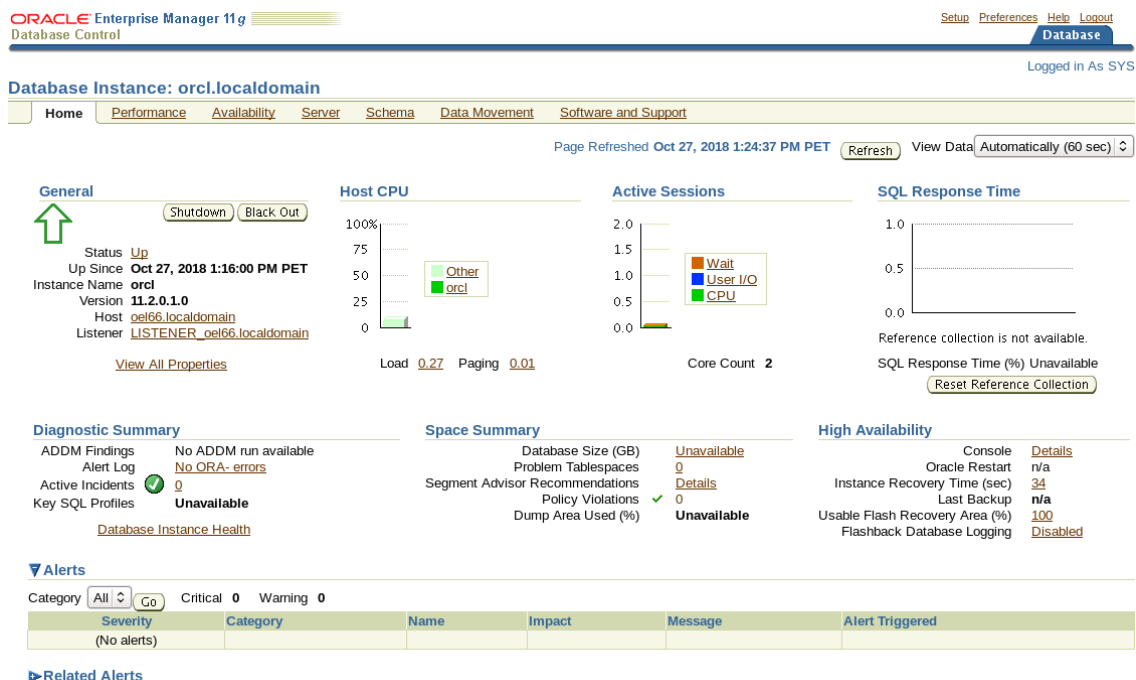 ORACLE Enterprise Manager 11g
Database Control
Setup Preferences Help Logout
Database
Logged in As SYS
Database Instance: orcl.localdomain
Home Performance Availability Server Schema Data Movement Software and Support
Page Refreshed Oct 27, 2018 1:24:37 PM PET Refresh View Data Automatically (60 sec)
General
Shutdown Black Out
Status Up
Up Since Oct 27, 2018 1:16:00 PM PET
Instance Name orcl
Version 11.2.0.1.0
Host oel66.localdomain
Listener LISTENER_oel66.localdomain
View All Properties
Host CPU
100%
75
50
25
0
Other
orcl
Load 0.27 Paging 0.01
Active Sessions
2.0
1.5
1.0
0.5
0.0
Wait
User I/O
CPU
Core Count 2
SQL Response Time
1.0
0.5
0.0
Reference collection is not available.
SQL Response Time (%) Unavailable
Reset Reference Collection
Diagnostic Summary
ADDM Findings No ADDM run available
Alert Log No ORA- errors
Active Incidents 0
Key SQL Profiles Unavailable
Database Instance Health
Space Summary
Database Size (GB) Unavailable
Problem Tablespaces 0
Segment Advisor Recommendations Details
Policy Violations 0
Dump Area Used (%) Unavailable
High Availability
Console Details
Oracle Restart n/a
Instance Recovery Time (sec) 34
Last Backup n/a
Usable Flash Recovery Area (%) 100
Flashback Database Logging Disabled
Alerts
Category All Go Critical 0 Warning 0
Severity Category Name Impact Message Alert Triggered
(No alerts)
Related Alerts